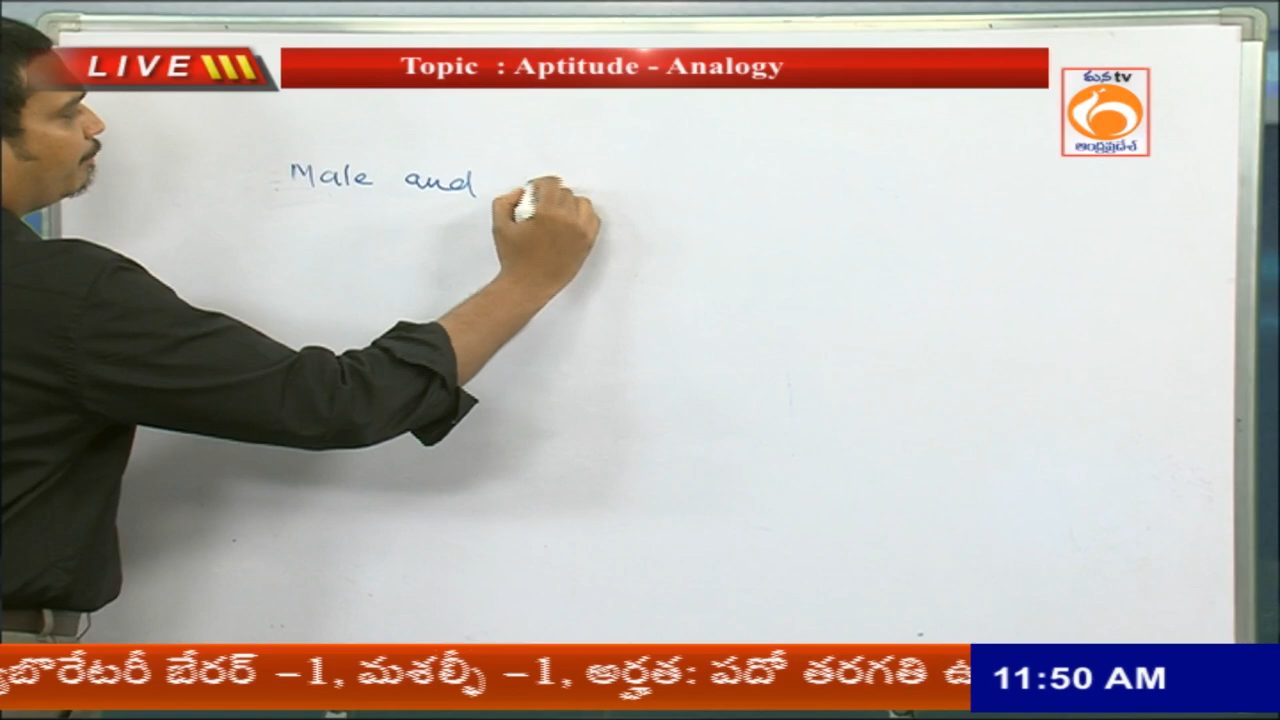 LIVE
Topic : Aptitude - Analogy
మన tv
ఆంధ్రప్రదేశ్
Male and
బొరేటరీ బేరర్ -1, మశల్చీ -1, అర్హత: పదో తరగతి
11:50 AM